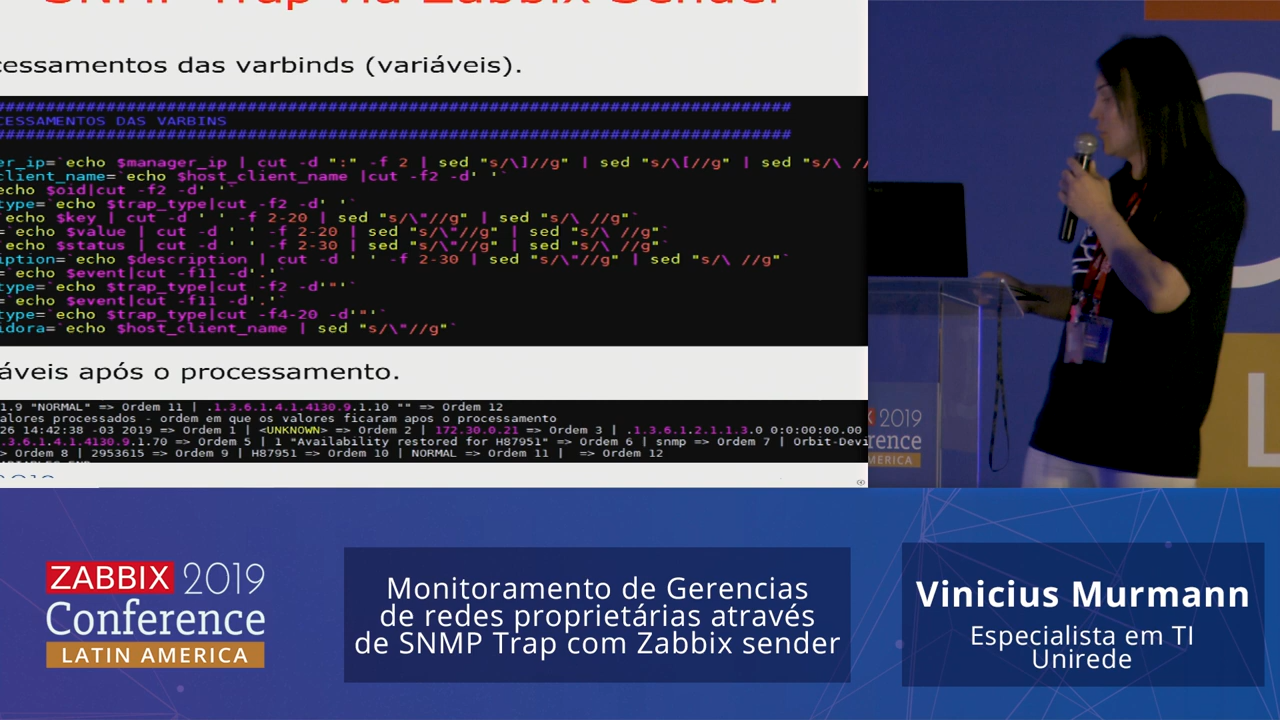 SNMP Trap via Zabbix Sender
cessamentos das varbinds (variáveis).
################################################
CESSAMENTOS DAS VARBINS
################################################
er_ip=`echo $manager_ip | cut -d ":" -f 2 | sed "s/\]//g" | sed "s/\[//g" | sed "s/\ //
client_name=`echo $host_client_name |cut -f2 -d' '`
echo $oid|cut -f2 -d' '`
type=`echo $trap_type|cut -f2 -d' '`
`echo $key | cut -d ' ' -f 2-20 | sed "s/\"//g" | sed "s/\ //g"`
=`echo $value | cut -d ' ' -f 2-20 | sed "s/\"//g" | sed "s/\ //g"`
=`echo $status | cut -d ' ' -f 2-30 | sed "s/\"//g" | sed "s/\ //g"`
iption=`echo $description | cut -d ' ' -f 2-30 | sed "s/\"//g" | sed "s/\ //g"`
=`echo $event|cut -f11 -d'.'`
type=`echo $trap_type|cut -f2 -d'"'`
=`echo $event|cut -f11 -d'.'`
type=`echo $trap_type|cut -f4-20 -d'"'`
idora=`echo $host_client_name | sed "s/\"//g"`
áveis após o processamento.
1.9 "NORMAL" => Ordem 11 | .1.3.6.1.4.1.4130.9.1.10 "" => Ordem 12
alores processados - ordem em que os valores ficaram apos o processamento
26 14:42:38 -03 2019 => Ordem 1 | <UNKNOWN> => Ordem 2 | 172.30.0.21 => Ordem 3 | .1.3.6.1.2.1.1.3.0 0:0:00:00.00
.3.6.1.4.1.4130.9.1.70 => Ordem 5 | 1 "Availability restored for H87951" => Ordem 6 | snmp => Ordem 7 | Orbit-Devi
=> Ordem 8 | 2953615 => Ordem 9 | H87951 => Ordem 10 | NORMAL => Ordem 11 |  => Ordem 12
X 2019
rence
MERICA
L
ZABBIX 2019
Conference
LATIN AMERICA
Monitoramento de Gerencias
de redes proprietárias através
de SNMP Trap com Zabbix sender
Vinicius Murmann
Especialista em TI
Unirede